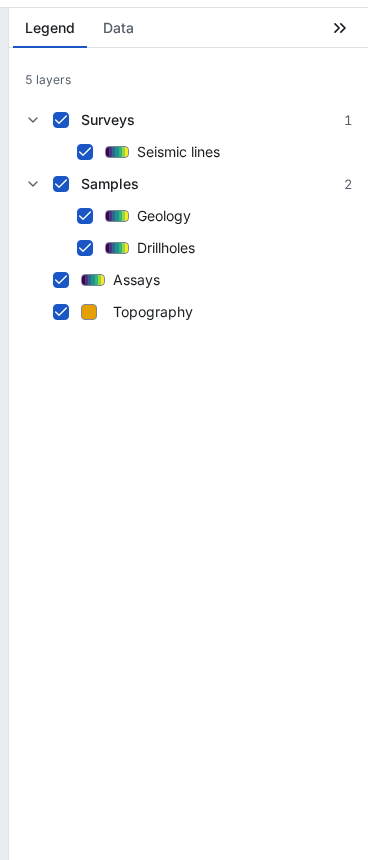 Legend Data
5 layers
Surveys 1
Seismic lines
Samples 2
Geology
Drillholes
Assays
Topography